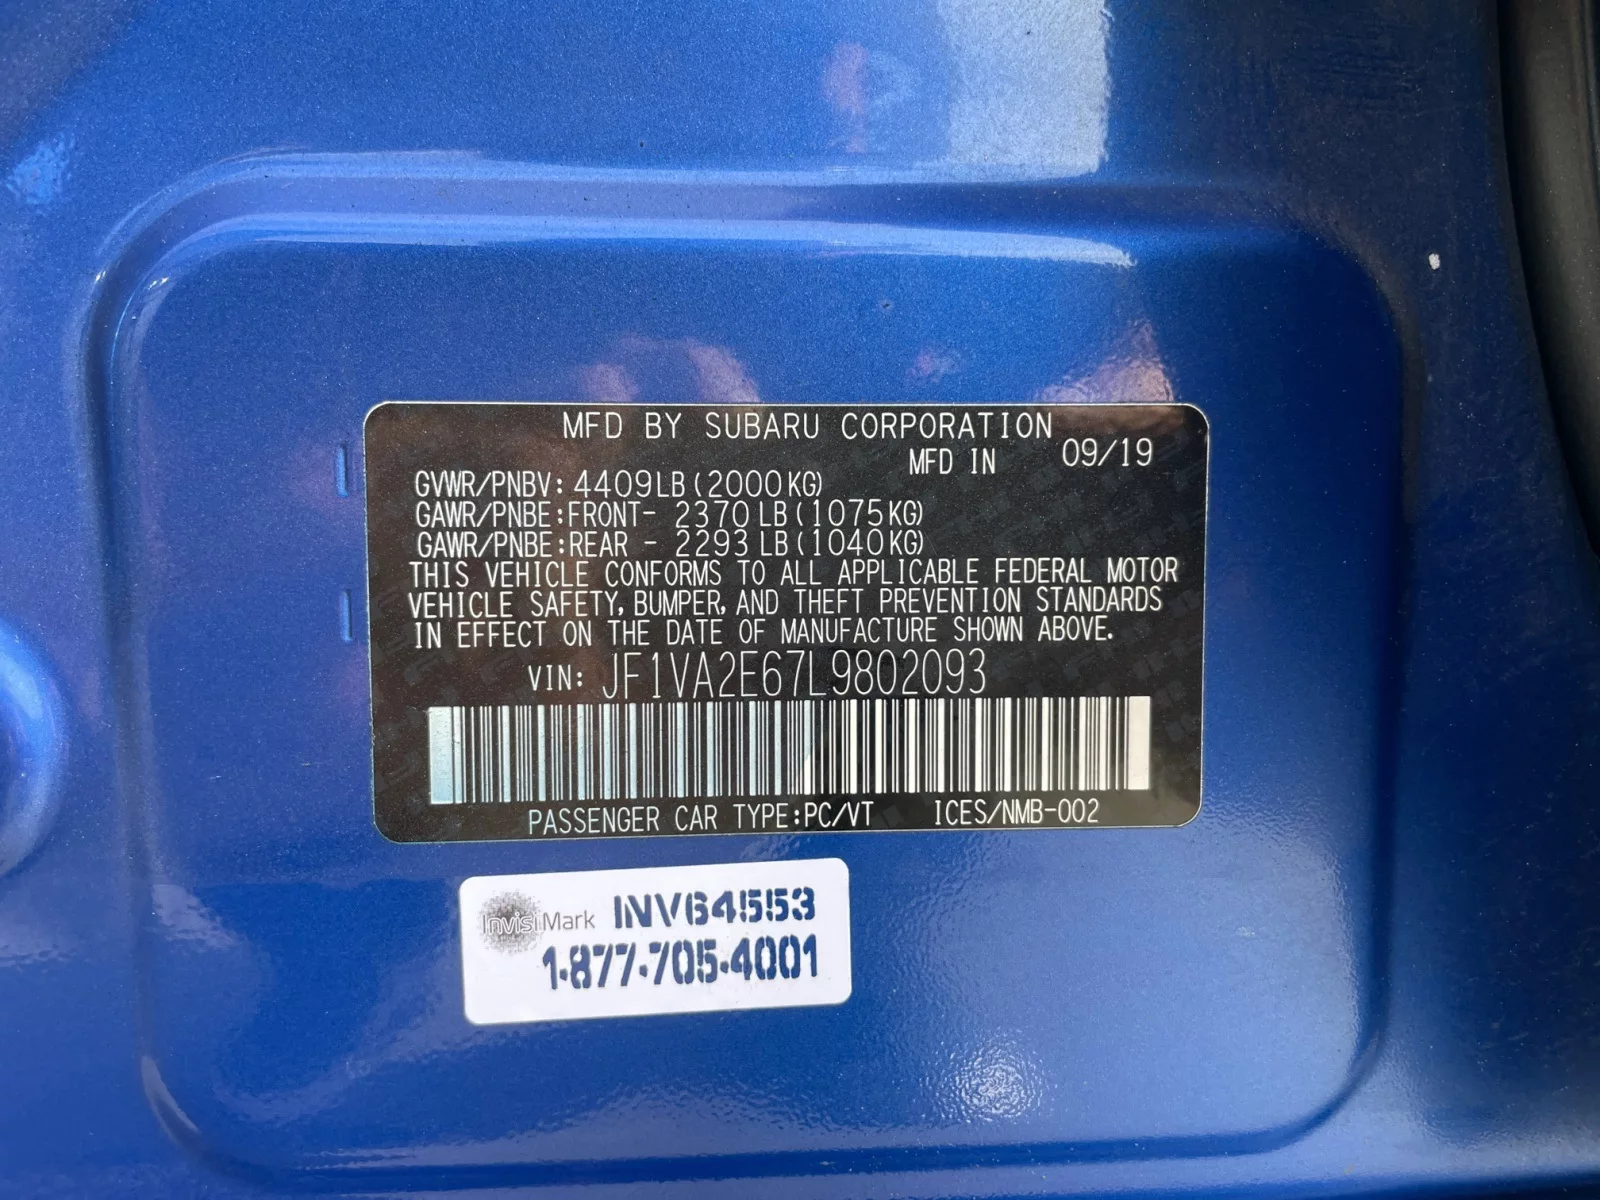 MFD BY SUBARU CORPORATION
MFD IN 09/19
GVWR/PNBV: 4409LB(2000KG)
GAWR/PNBE:FRONT- 2370LB(1075KG)
GAWR/PNBE:REAR - 2293LB(1040KG)
THIS VEHICLE CONFORMS TO ALL APPLICABLE FEDERAL MOTOR
VEHICLE SAFETY, BUMPER, AND THEFT PREVENTION STANDARDS
IN EFFECT ON THE DATE OF MANUFACTURE SHOWN ABOVE.
VIN: JF1VA2E67L9802093
PASSENGER CAR TYPE:PC/VT ICES/NMB-002
InvisiMark INV64553
1-877-705-4001